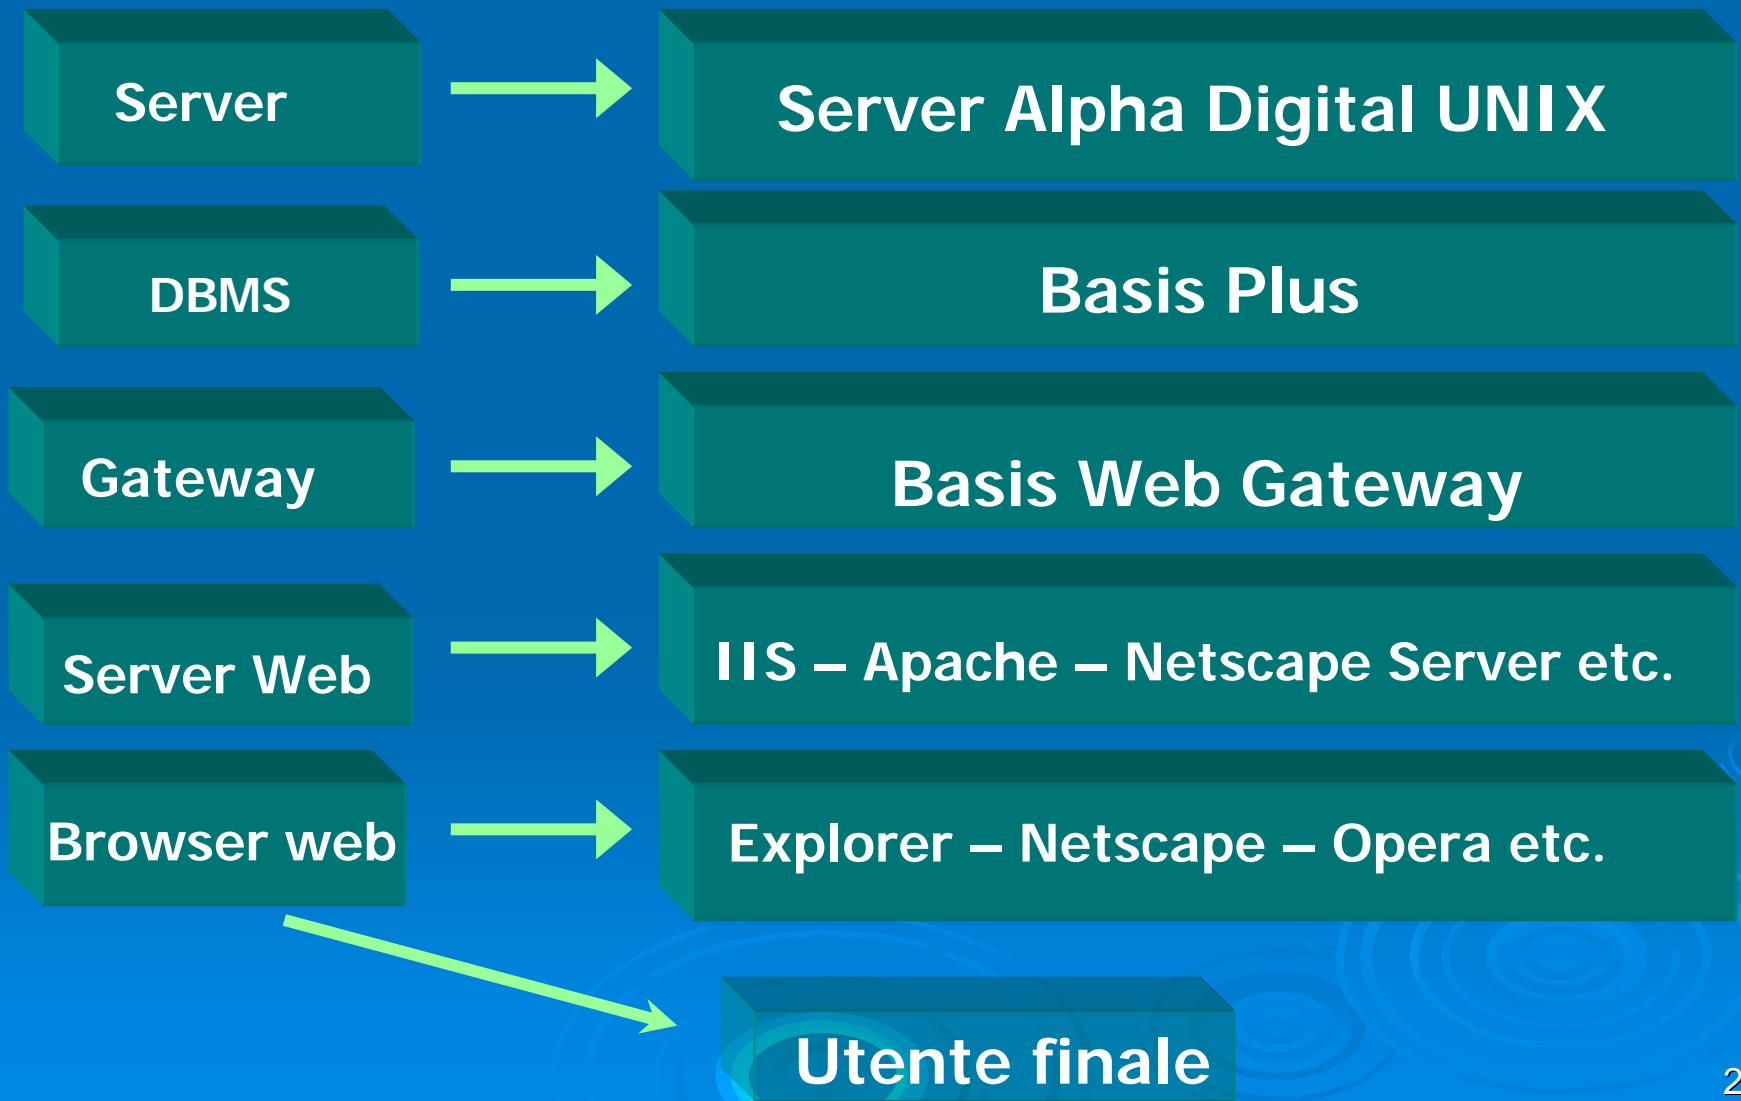 Server
Server Alpha Digital UNIX
DBMS
Basis Plus
Gateway
Basis Web Gateway
Server Web
IIS – Apache – Netscape Server etc.
Browser web
Explorer – Netscape – Opera etc.
Utente finale
2